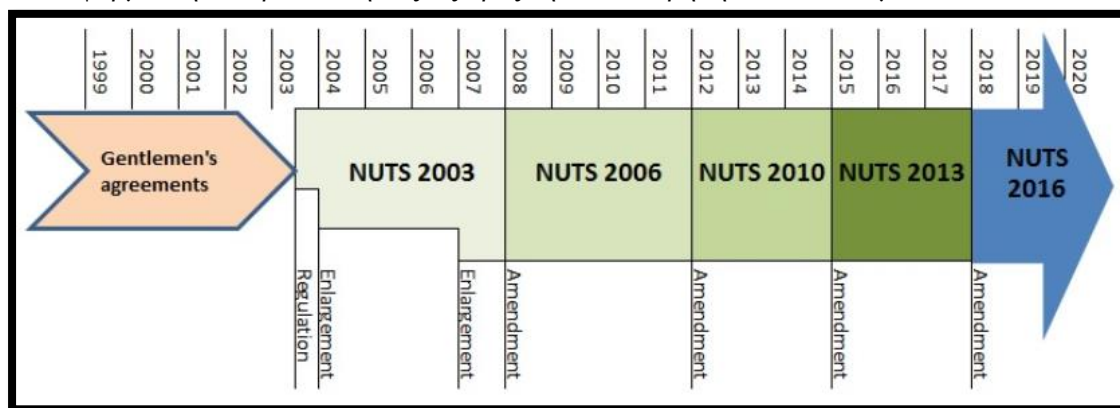 1999
2000
2001
2002
2003
2004
2005
2006
2007
2008
2009
2010
2011
2012
2013
2014
2015
2016
2017
2018
2019
2020
Gentlemen's
agreements
NUTS 2003
NUTS 2006
NUTS 2010
NUTS 2013
NUTS
2016
Regulation
Enlargement
Enlargement
Amendment
Amendment
Amendment
Amendment